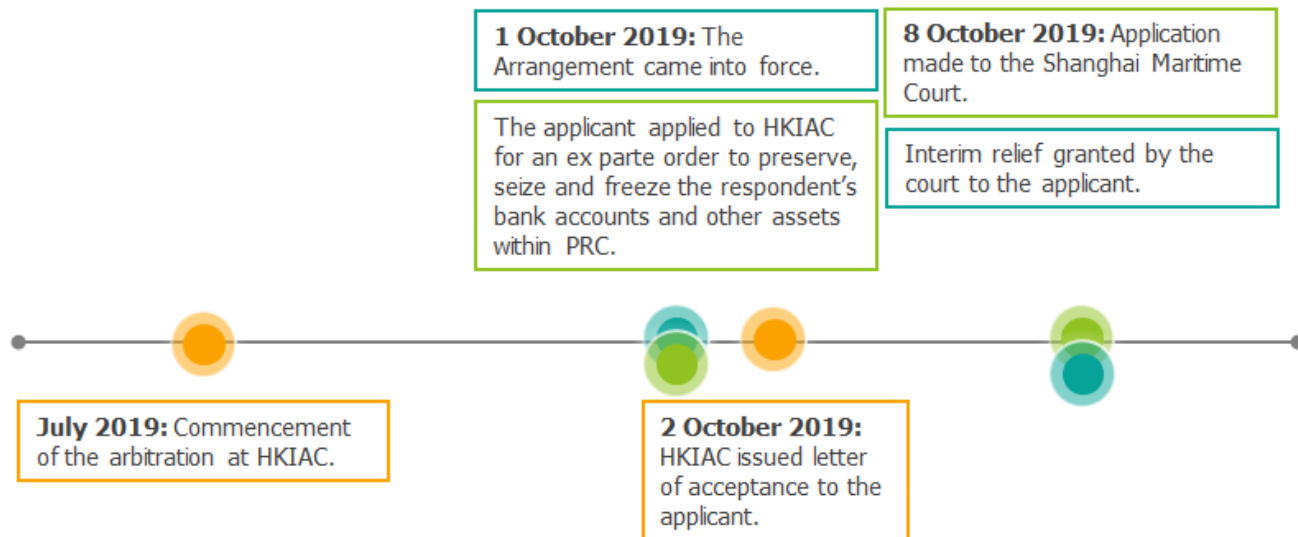 1 October 2019: The
Arrangement came into force.
The applicant applied to HKIAC
for an ex parte order to preserve,
seize and freeze the respondent's
bank accounts and other assets
within PRC.
8 October 2019: Application
made to the Shanghai Maritime
Court.
Interim relief granted by the
court to the applicant.
July 2019: Commencement
of the arbitration at HKIAC.
2 October 2019:
HKIAC issued letter
of acceptance to the
applicant.